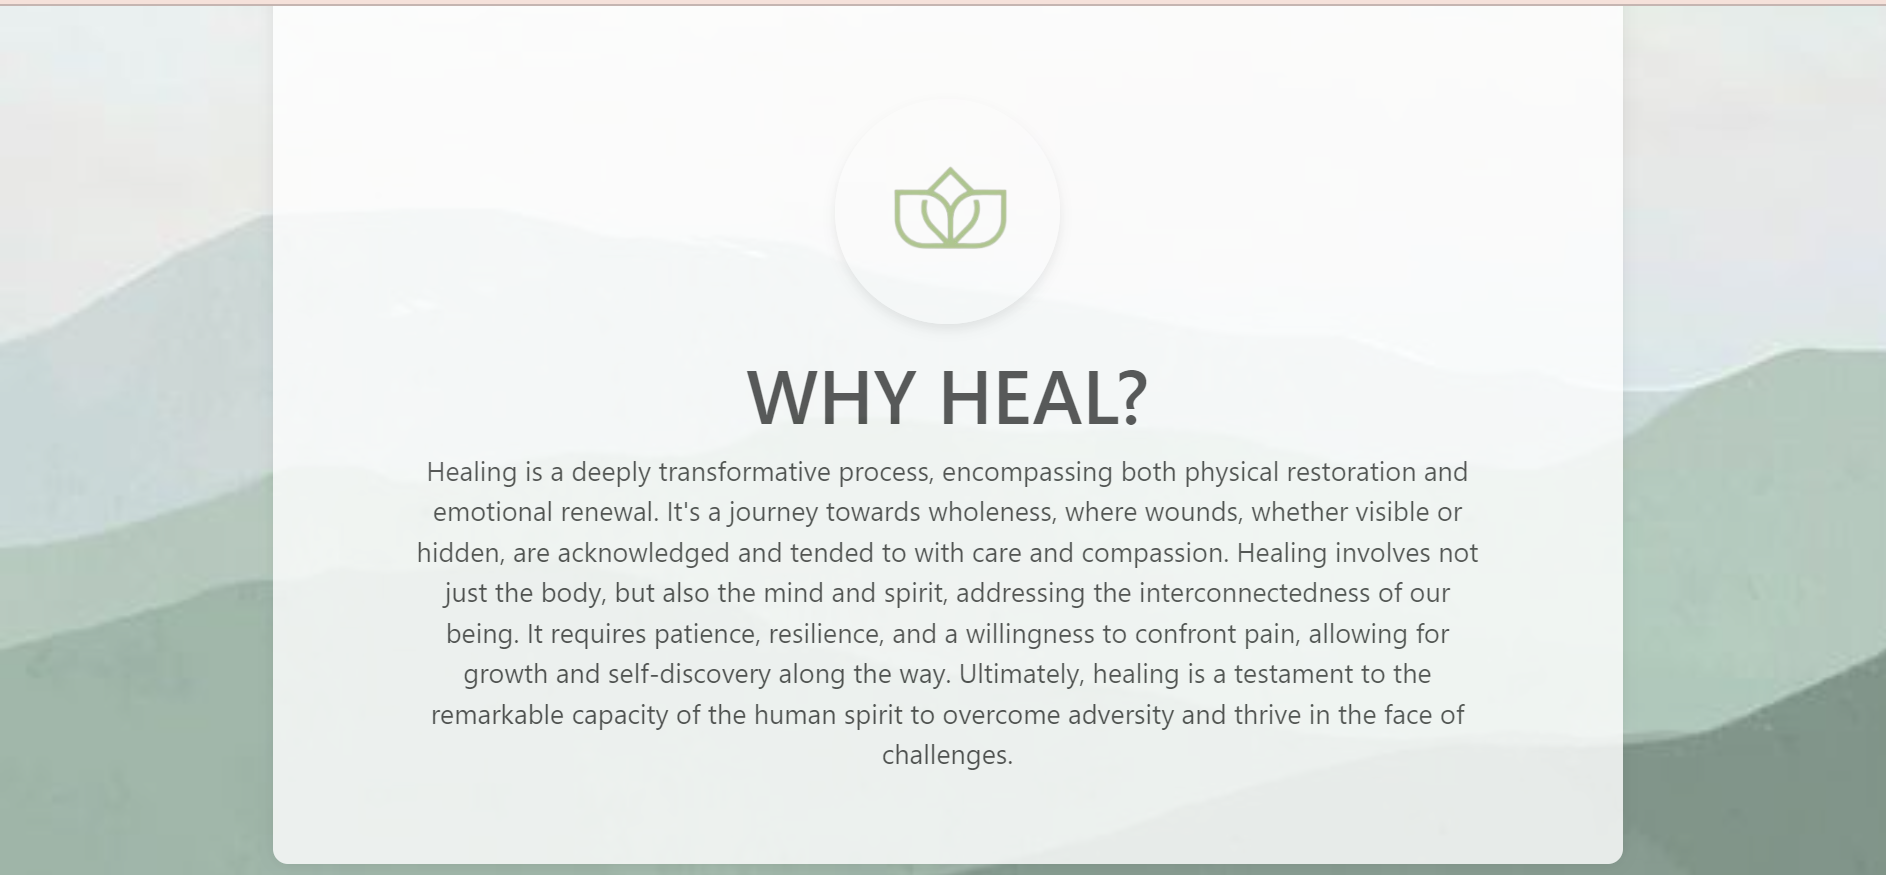 WHY HEAL?
Healing is a deeply transformative process, encompassing both physical restoration and
emotional renewal. It's a journey towards wholeness, where wounds, whether visible or
hidden, are acknowledged and tended to with care and compassion. Healing involves not
just the body, but also the mind and spirit, addressing the interconnectedness of our
being. It requires patience, resilience, and a willingness to confront pain, allowing for
growth and self-discovery along the way. Ultimately, healing is a testament to the
remarkable capacity of the human spirit to overcome adversity and thrive in the face of
challenges.